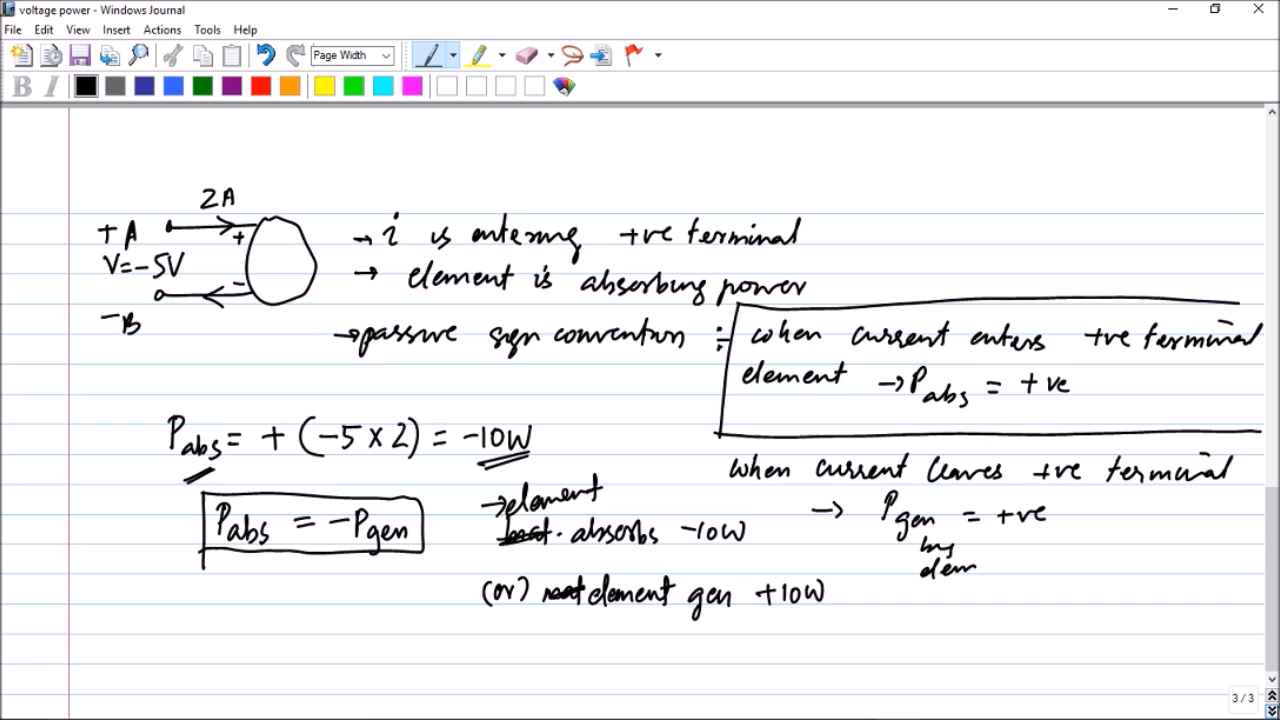 voltage power - Windows Journal
File Edit View Insert Actions Tools Help
Page Width
B I
2A
+ A
+
V=-5V
-
- B
→ i is entering +ve terminal
→ element is absorbing power
→ passive sign convention :- when current enters +ve terminal
element → Pabs = +ve
Pabs = + (-5 x 2) = -10W
when current leaves +ve terminal
→ Pgen = +ve
by
elem
Pabs = -Pgen
→ element
absorbs -10W
(or) element gen +10W
3 / 3